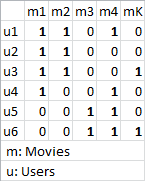 m1 m2 m3 m4 mK
u1 1 1 0 1 0
u2 1 1 0 0 0
u3 1 1 0 0 1
u4 1 0 0 1 0
u5 0 0 1 1 0
u6 0 0 1 1 1
m: Movies
u: Users